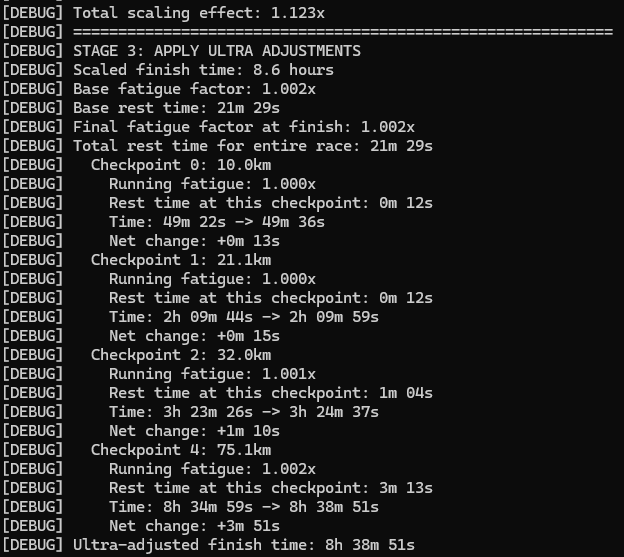 [DEBUG] Total scaling effect: 1.123x
[DEBUG] ============================================================
[DEBUG] STAGE 3: APPLY ULTRA ADJUSTMENTS
[DEBUG] Scaled finish time: 8.6 hours
[DEBUG] Base fatigue factor: 1.002x
[DEBUG] Base rest time: 21m 29s
[DEBUG] Final fatigue factor at finish: 1.002x
[DEBUG] Total rest time for entire race: 21m 29s
[DEBUG]   Checkpoint 0: 10.0km
[DEBUG]     Running fatigue: 1.000x
[DEBUG]     Rest time at this checkpoint: 0m 12s
[DEBUG]     Time: 49m 22s -> 49m 36s
[DEBUG]     Net change: +0m 13s
[DEBUG]   Checkpoint 1: 21.1km
[DEBUG]     Running fatigue: 1.000x
[DEBUG]     Rest time at this checkpoint: 0m 12s
[DEBUG]     Time: 2h 09m 44s -> 2h 09m 59s
[DEBUG]     Net change: +0m 15s
[DEBUG]   Checkpoint 2: 32.0km
[DEBUG]     Running fatigue: 1.001x
[DEBUG]     Rest time at this checkpoint: 1m 04s
[DEBUG]     Time: 3h 23m 26s -> 3h 24m 37s
[DEBUG]     Net change: +1m 10s
[DEBUG]   Checkpoint 4: 75.1km
[DEBUG]     Running fatigue: 1.002x
[DEBUG]     Rest time at this checkpoint: 3m 13s
[DEBUG]     Time: 8h 34m 59s -> 8h 38m 51s
[DEBUG]     Net change: +3m 51s
[DEBUG] Ultra-adjusted finish time: 8h 38m 51s